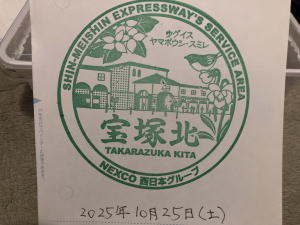 SHIN-MEISHIN EXPRESSWAY'S SERVICE AREA
ウグイス
ヤマボウシ・スミレ
宝塚北
TAKARAZUKA KITA
NEXCO 西日本グループ
2025年10月25日(土)